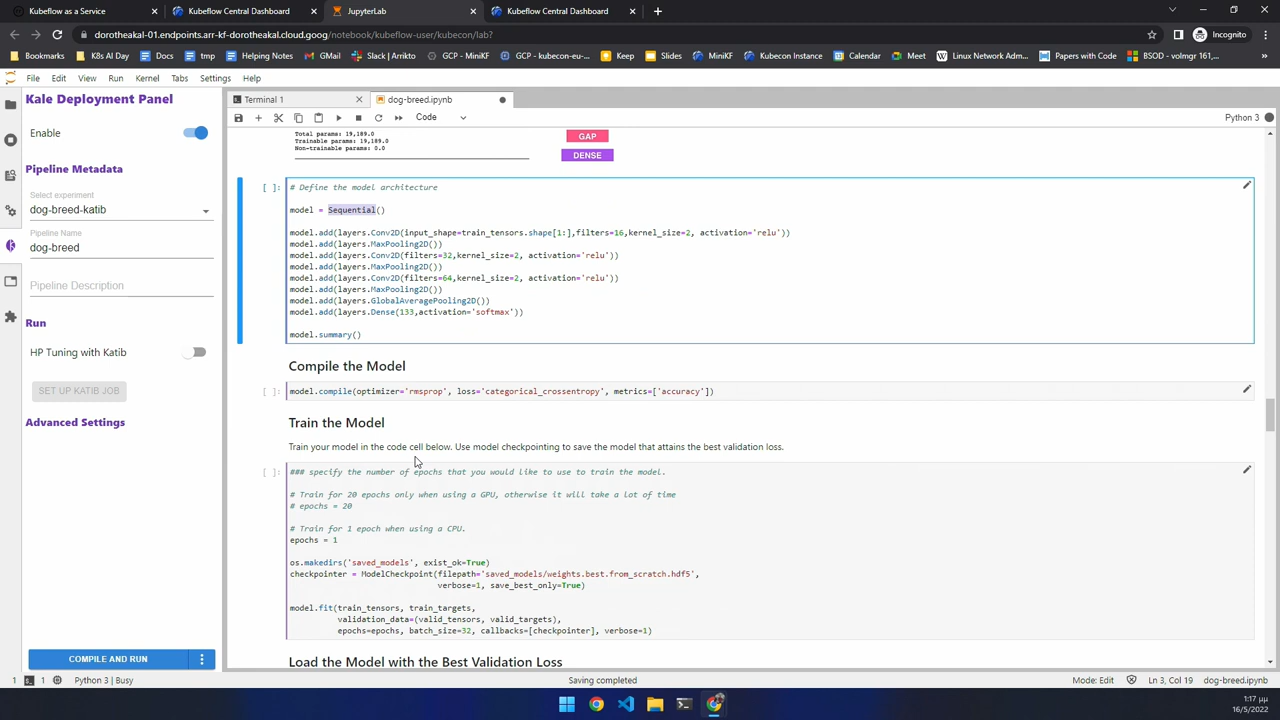 Kubeflow as a Service
Kubeflow Central Dashboard
JupyterLab
Kubeflow Central Dashboard
dorotheakal-01.endpoints.arr-kf-dorotheakal.cloud.goog/notebook/kubeflow-user/kubecon/lab?
Incognito
Bookmarks
K8s AI Day
Docs
Helping Notes
GMail
Slack | Arrikto
GCP - MiniKF
GCP - kubecon-eu-...
Keep
Slides
MiniKF
Kubecon Instance
Calendar
Meet
Linux Network Adm...
Papers with Code
BSOD - volmgr 161,...
File Edit View Run Kernel Tabs Settings Help
Kale Deployment Panel
Enable
Pipeline Metadata
Select experiment
dog-breed-katib
Pipeline Name
dog-breed
Pipeline Description
Run
HP Tuning with Katib
SET UP KATIB JOB
Advanced Settings
COMPILE AND RUN
Terminal 1
dog-breed.ipynb
Code
Python 3
Total params: 19,189.0
Trainable params: 19,189.0
Non-trainable params: 0.0
GAP
DENSE
[ ]: # Define the model architecture
model = Sequential()
model.add(layers.Conv2D(input_shape=train_tensors.shape[1:],filters=16,kernel_size=2, activation='relu'))
model.add(layers.MaxPooling2D())
model.add(layers.Conv2D(filters=32,kernel_size=2, activation='relu'))
model.add(layers.MaxPooling2D())
model.add(layers.Conv2D(filters=64,kernel_size=2, activation='relu'))
model.add(layers.MaxPooling2D())
model.add(layers.GlobalAveragePooling2D())
model.add(layers.Dense(133,activation='softmax'))
model.summary()
Compile the Model
[ ]: model.compile(optimizer='rmsprop', loss='categorical_crossentropy', metrics=['accuracy'])
Train the Model
Train your model in the code cell below. Use model checkpointing to save the model that attains the best validation loss.
[ ]: ### specify the number of epochs that you would like to use to train the model.
# Train for 20 epochs only when using a GPU, otherwise it will take a lot of time
# epochs = 20
# Train for 1 epoch when using a CPU.
epochs = 1
os.makedirs('saved_models', exist_ok=True)
checkpointer = ModelCheckpoint(filepath='saved_models/weights.best.from_scratch.hdf5',
verbose=1, save_best_only=True)
model.fit(train_tensors, train_targets,
validation_data=(valid_tensors, valid_targets),
epochs=epochs, batch_size=32, callbacks=[checkpointer], verbose=1)
Load the Model with the Best Validation Loss
1 1 Python 3 | Busy
Saving completed
Mode: Edit
Ln 3, Col 19
dog-breed.ipynb
1:17 μμ
16/5/2022